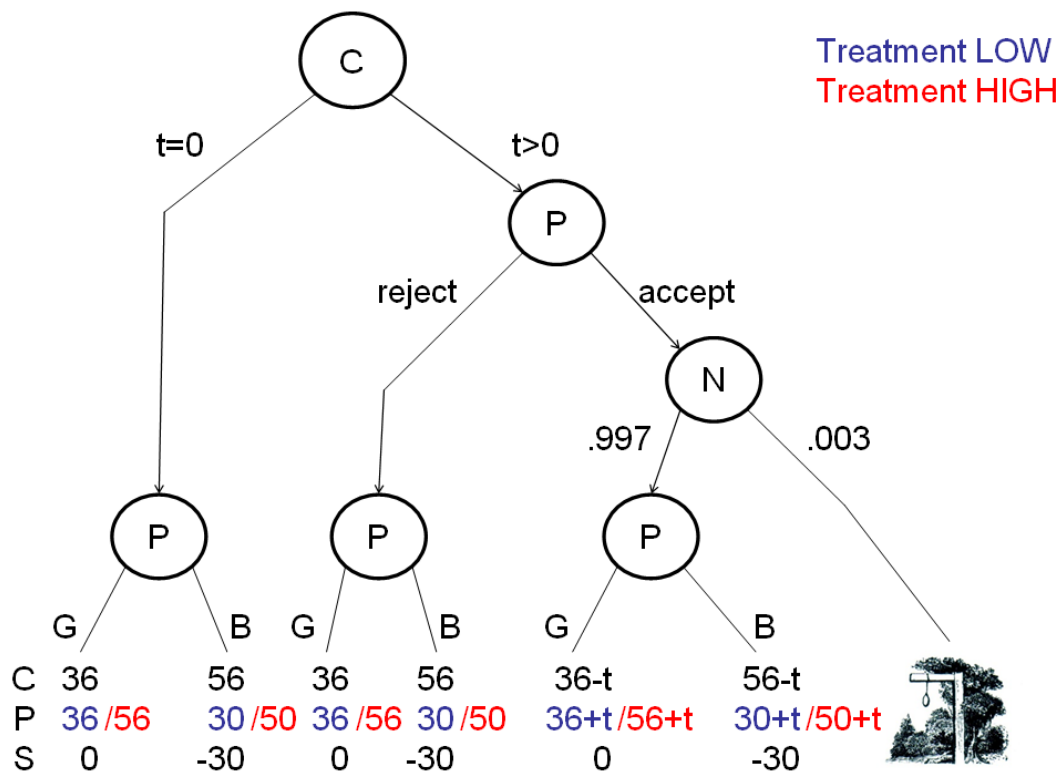 C
Treatment LOW
Treatment HIGH
t=0
t>0
P
reject
accept
N
.997
.003
P P P
G B G B G B
C 36 56 36 56 36-t 56-t
P 36 /56 30 /50 36 /56 30 /50 36+t /56+t 30+t /50+t
S 0 -30 0 -30 0 -30